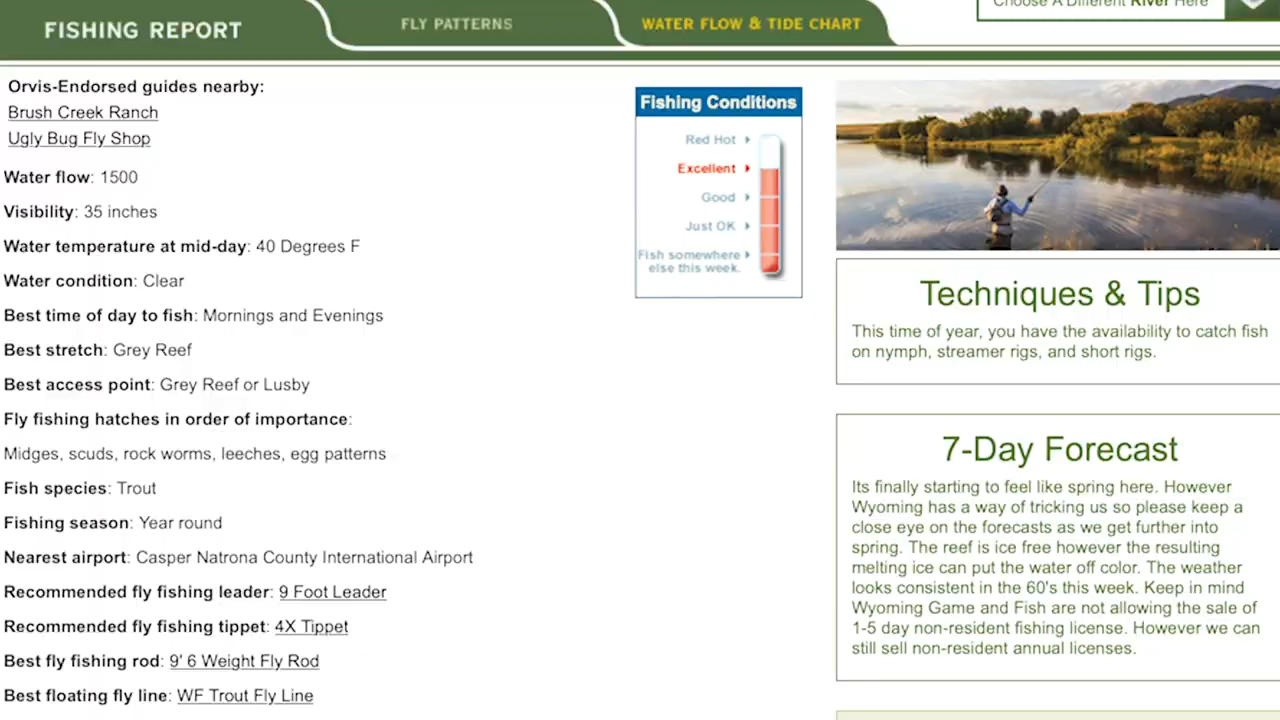 FISHING REPORT
FLY PATTERNS
WATER FLOW & TIDE CHART
Choose A Different River Here
Orvis-Endorsed guides nearby:
Brush Creek Ranch
Ugly Bug Fly Shop
Water flow: 1500
Visibility: 35 inches
Water temperature at mid-day: 40 Degrees F
Water condition: Clear
Best time of day to fish: Mornings and Evenings
Best stretch: Grey Reef
Best access point: Grey Reef or Lusby
Fly fishing hatches in order of importance:
Midges, scuds, rock worms, leeches, egg patterns
Fish species: Trout
Fishing season: Year round
Nearest airport: Casper Natrona County International Airport
Recommended fly fishing leader: 9 Foot Leader
Recommended fly fishing tippet: 4X Tippet
Best fly fishing rod: 9' 6 Weight Fly Rod
Best floating fly line: WF Trout Fly Line
Fishing Conditions
Red Hot
Excellent
Good
Just OK
Fish somewhere
else this week.
Techniques & Tips
This time of year, you have the availability to catch fish
on nymph, streamer rigs, and short rigs.
7-Day Forecast
Its finally starting to feel like spring here. However
Wyoming has a way of tricking us so please keep a
close eye on the forecasts as we get further into
spring. The reef is ice free however the resulting
melting ice can put the water off color. The weather
looks consistent in the 60's this week. Keep in mind
Wyoming Game and Fish are not allowing the sale of
1-5 day non-resident fishing license. However we can
still sell non-resident annual licenses.